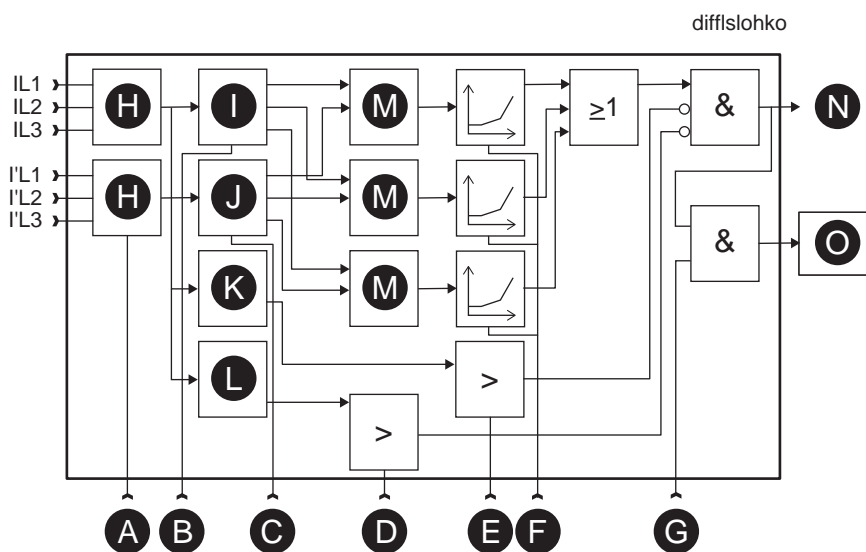 difflslohko
IL1
IL2
IL3
H
I
M
≥1
&
N
I'L1
I'L2
I'L3
H
J
M
&
O
K
M
L
>
>
A
B
C
D
E
F
G